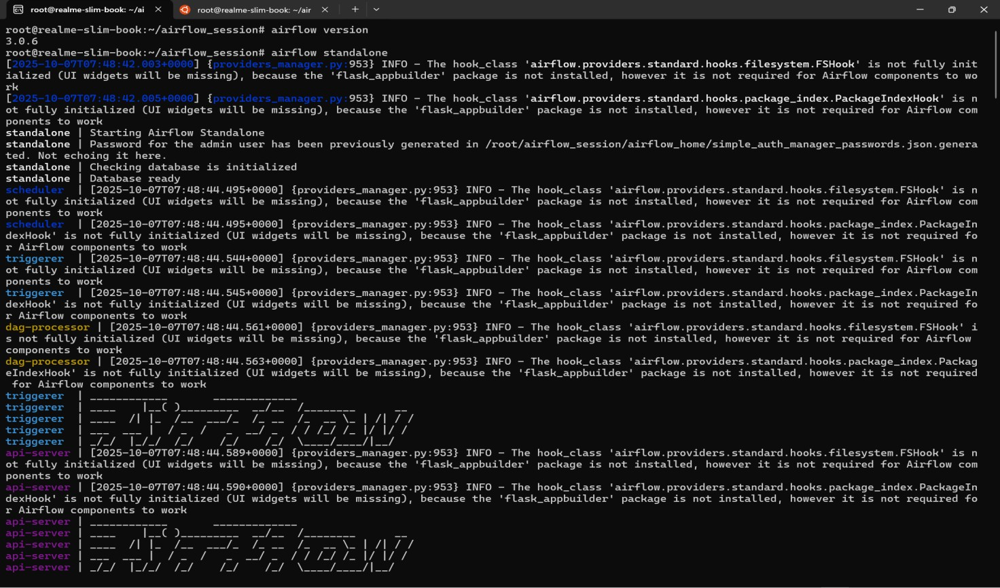 root@realme-slim-book: ~/ai
root@realme-slim-book: ~/air
root@realme-slim-book:~/airflow_session# airflow version
3.0.6
root@realme-slim-book:~/airflow_session# airflow standalone
[2025-10-07T07:48:42.003+0000] {providers_manager.py:953} INFO - The hook_class 'airflow.providers.standard.hooks.filesystem.FSHook' is not fully init
ialized (UI widgets will be missing), because the 'flask_appbuilder' package is not installed, however it is not required for Airflow components to wo
rk
[2025-10-07T07:48:42.005+0000] {providers_manager.py:953} INFO - The hook_class 'airflow.providers.standard.hooks.package_index.PackageIndexHook' is n
ot fully initialized (UI widgets will be missing), because the 'flask_appbuilder' package is not installed, however it is not required for Airflow com
ponents to work
standalone | Starting Airflow Standalone
standalone | Password for the admin user has been previously generated in /root/airflow_session/airflow_home/simple_auth_manager_passwords.json.genera
ted. Not echoing it here.
standalone | Checking database is initialized
standalone | Database ready
scheduler  | [2025-10-07T07:48:44.495+0000] {providers_manager.py:953} INFO - The hook_class 'airflow.providers.standard.hooks.filesystem.FSHook' is n
ot fully initialized (UI widgets will be missing), because the 'flask_appbuilder' package is not installed, however it is not required for Airflow com
ponents to work
scheduler  | [2025-10-07T07:48:44.495+0000] {providers_manager.py:953} INFO - The hook_class 'airflow.providers.standard.hooks.package_index.PackageIn
dexHook' is not fully initialized (UI widgets will be missing), because the 'flask_appbuilder' package is not installed, however it is not required fo
r Airflow components to work
triggerer  | [2025-10-07T07:48:44.544+0000] {providers_manager.py:953} INFO - The hook_class 'airflow.providers.standard.hooks.filesystem.FSHook' is n
ot fully initialized (UI widgets will be missing), because the 'flask_appbuilder' package is not installed, however it is not required for Airflow com
ponents to work
triggerer  | [2025-10-07T07:48:44.545+0000] {providers_manager.py:953} INFO - The hook_class 'airflow.providers.standard.hooks.package_index.PackageIn
dexHook' is not fully initialized (UI widgets will be missing), because the 'flask_appbuilder' package is not installed, however it is not required fo
r Airflow components to work
dag-processor | [2025-10-07T07:48:44.561+0000] {providers_manager.py:953} INFO - The hook_class 'airflow.providers.standard.hooks.filesystem.FSHook' i
s not fully initialized (UI widgets will be missing), because the 'flask_appbuilder' package is not installed, however it is not required for Airflow
components to work
dag-processor | [2025-10-07T07:48:44.563+0000] {providers_manager.py:953} INFO - The hook_class 'airflow.providers.standard.hooks.package_index.Packag
eIndexHook' is not fully initialized (UI widgets will be missing), because the 'flask_appbuilder' package is not installed, however it is not required
 for Airflow components to work
triggerer  |   ____________       _____________
triggerer  |  ____    |__( )_________  __/__  /________      __
triggerer  | ____  /| |_  /__  ___/_  /_ __  /_  __ \_ | /| / /
triggerer  | ___  ___ |  / _  /   _  __/ _  / / /_/ /_ |/ |/ /
triggerer  |  _/_/  |_/_/  /_/    /_/    /_/  \____/____/|__/
api-server | [2025-10-07T07:48:44.589+0000] {providers_manager.py:953} INFO - The hook_class 'airflow.providers.standard.hooks.filesystem.FSHook' is n
ot fully initialized (UI widgets will be missing), because the 'flask_appbuilder' package is not installed, however it is not required for Airflow com
ponents to work
api-server | [2025-10-07T07:48:44.590+0000] {providers_manager.py:953} INFO - The hook_class 'airflow.providers.standard.hooks.package_index.PackageIn
dexHook' is not fully initialized (UI widgets will be missing), because the 'flask_appbuilder' package is not installed, however it is not required fo
r Airflow components to work
api-server |   ____________       _____________
api-server |  ____    |__( )_________  __/__  /________      __
api-server | ____  /| |_  /__  ___/_  /_ __  /_  __ \_ | /| / /
api-server | ___  ___ |  / _  /   _  __/ _  / / /_/ /_ |/ |/ /
api-server |  _/_/  |_/_/  /_/    /_/    /_/  \____/____/|__/